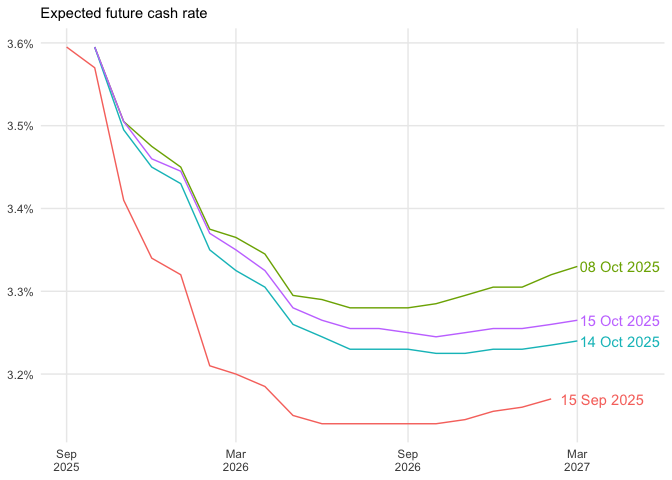 Expected future cash rate
3.6%
3.5%
3.4%
3.3%
3.2%
08 Oct 2025
15 Oct 2025
14 Oct 2025
15 Sep 2025
Sep
2025
Mar
2026
Sep
2026
Mar
2027